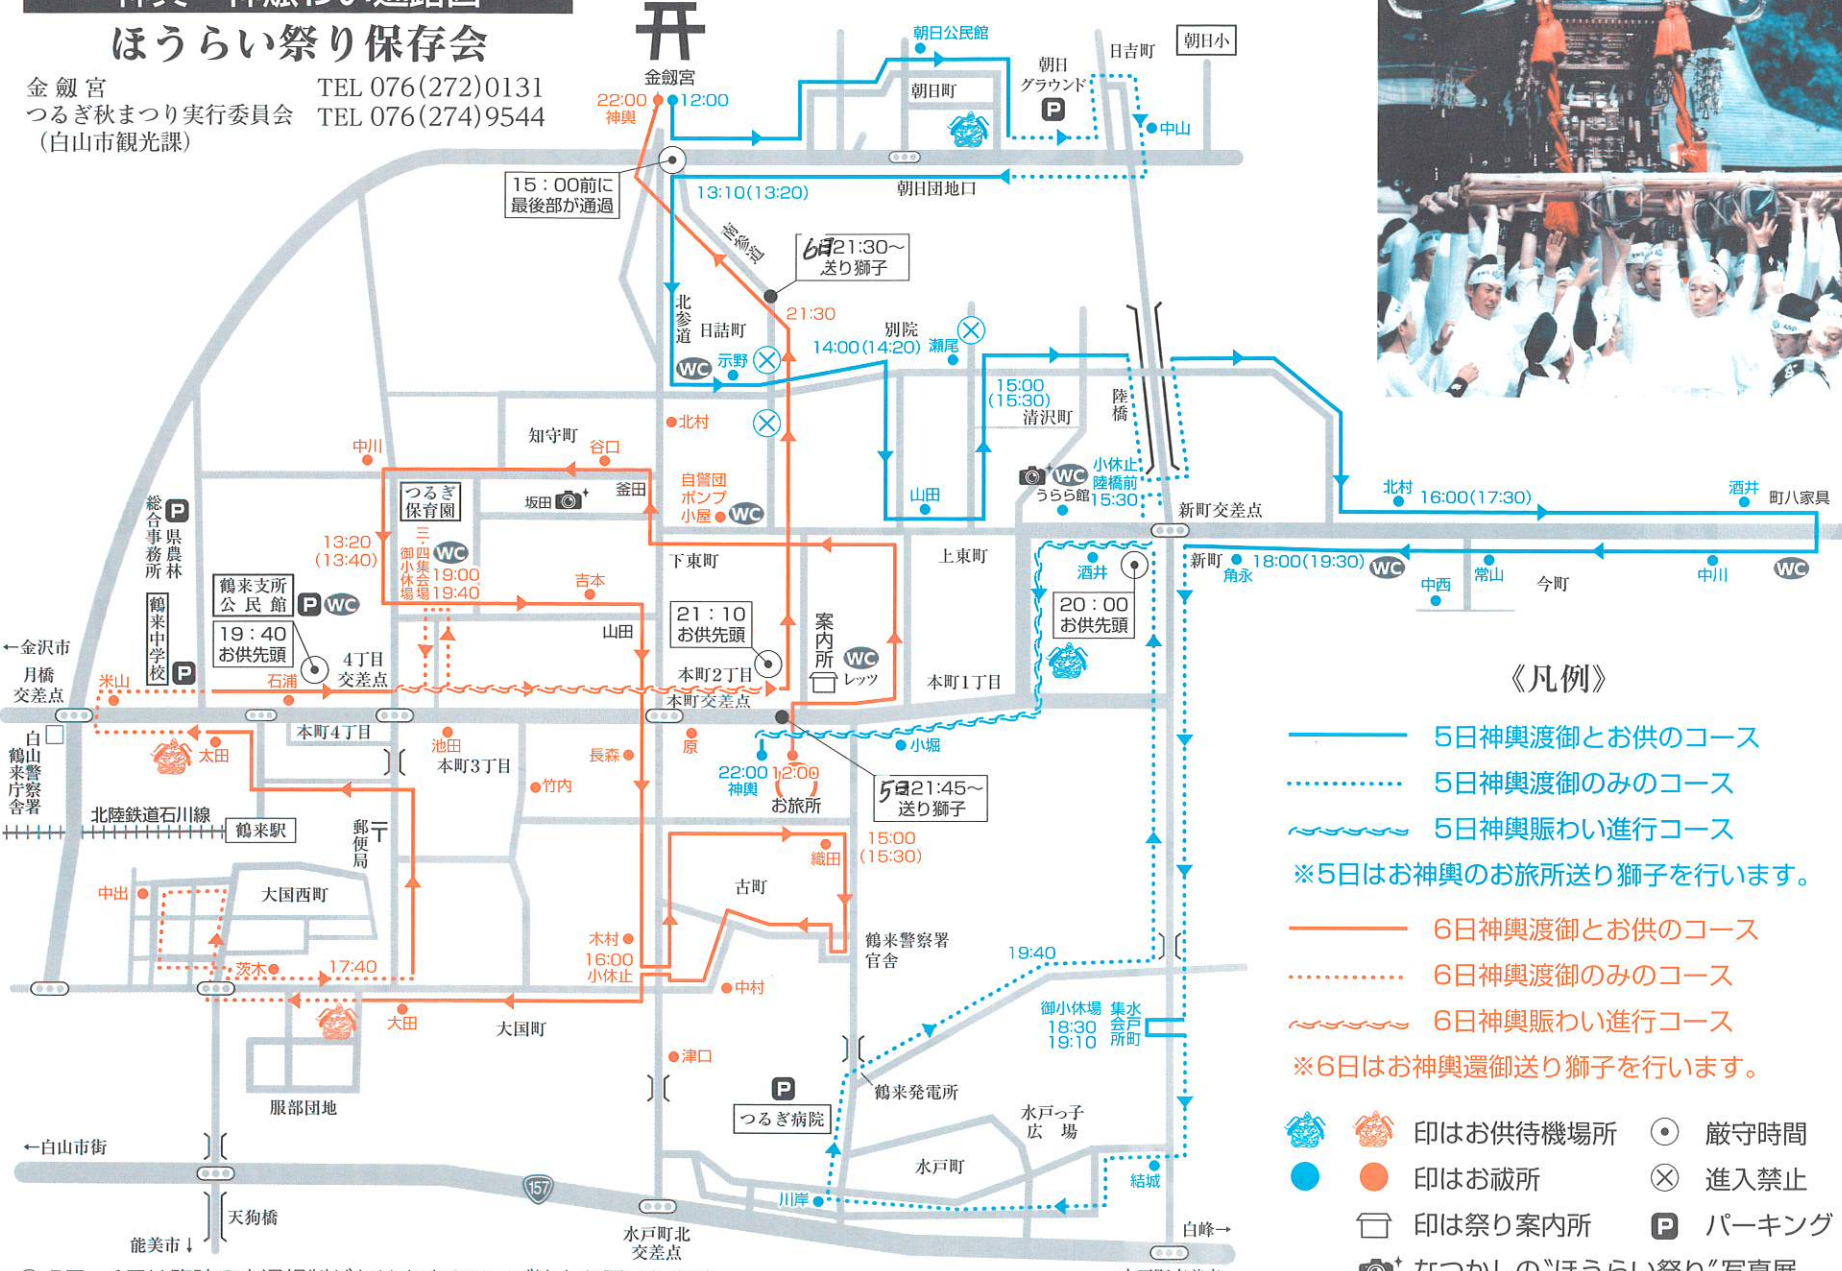 ほうらい祭り保存会
金劔宮 TEL 076(272)0131
つるぎ秋まつり実行委員会 TEL 076(274)9544
（白山市観光課）
金劔宮
22:00
神輿
12:00
朝日公民館
朝日町
朝日
グラウンド
P
日吉町
朝日小
中山
15：00前に
最後部が通過
13:10(13:20)
朝日団地口
南参道
6日21:30～
送り獅子
21:30
北参道
日詰町
WC
示野
別院
14:00(14:20)
瀬尾
15:00
(15:30)
清沢町
陸橋
北村
知守町
谷口
中川
釜田
坂田
つるぎ
保育園
自警団
ポンプ
小屋
WC
山田
WC
うらら館
小休止
陸橋前
15:30
新町交差点
北村
16:00(17:30)
酒井
町八家具
総合事務所
県農林
P
13:20
(13:40)
三・四集会場
御小休場
WC
19:00
19:40
吉本
下東町
上東町
酒井
20：00
お供先頭
新町
角永
18:00(19:30)
WC
中西
常山
今町
中川
WC
鶴来支所
公民館
P
WC
19：40
お供先頭
鶴来中学校
P
4丁目
交差点
山田
21：10
お供先頭
案内所
WC
レッツ
←金沢市
月橋
交差点
米山
石浦
本町2丁目
本町交差点
本町1丁目
白山警察署
鶴来庁舎
太田
本町4丁目
池田
本町3丁目
竹内
長森
原
22:00
神輿
12:00
お旅所
小堀
5日21:45～
送り獅子
北陸鉄道石川線
鶴来駅
郵便局
〒
織田
15:00
(15:30)
古町
中出
大国西町
木村
16:00
小休止
鶴来警察署
官舎
19:40
茨木
17:40
中村
大田
大国町
御小休場
18:30
19:10
水戸町
集会所
服部団地
津口
P
つるぎ病院
鶴来発電所
水戸っ子
広場
水戸町
結城
川岸
←白山市街
157
天狗橋
能美市↓
水戸町北
交差点
白峰→
《凡例》
5日神輿渡御とお供のコース
5日神輿渡御のみのコース
5日神輿賑わい進行コース
※5日はお神輿のお旅所送り獅子を行います。
6日神輿渡御とお供のコース
6日神輿渡御のみのコース
6日神輿賑わい進行コース
※6日はお神輿還御送り獅子を行います。
印はお供待機場所
厳守時間
印はお祓所
進入禁止
印は祭り案内所
P パーキング
なつかしの〝ほうらい祭り〟写真展